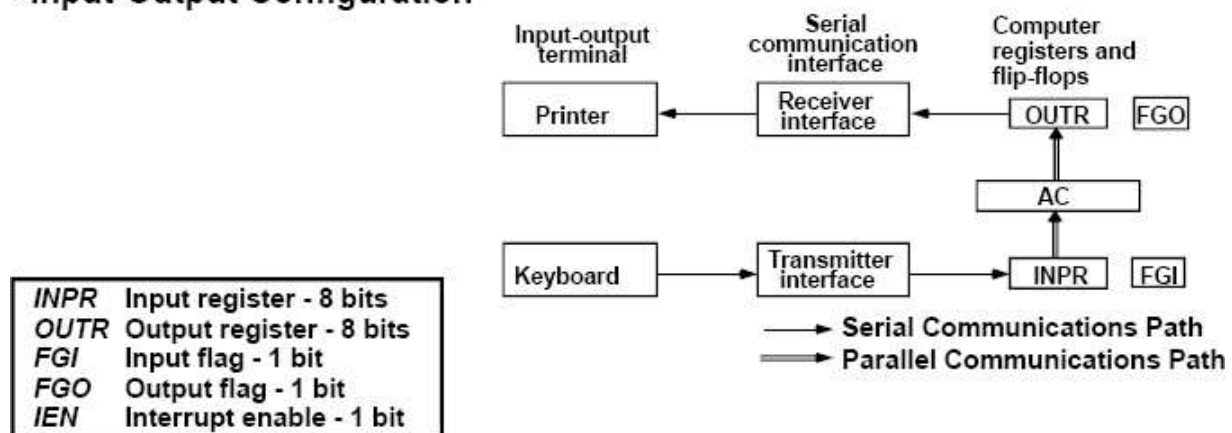 Input-Output Configuration
Input-output
terminal
Serial
communication
interface
Computer
registers and
flip-flops
Printer
Receiver
interface
OUTR
FGO
AC
Keyboard
Transmitter
interface
INPR
FGI
Serial Communications Path
Parallel Communications Path
INPR Input register - 8 bits
OUTR Output register - 8 bits
FGI Input flag - 1 bit
FGO Output flag - 1 bit
IEN Interrupt enable - 1 bit